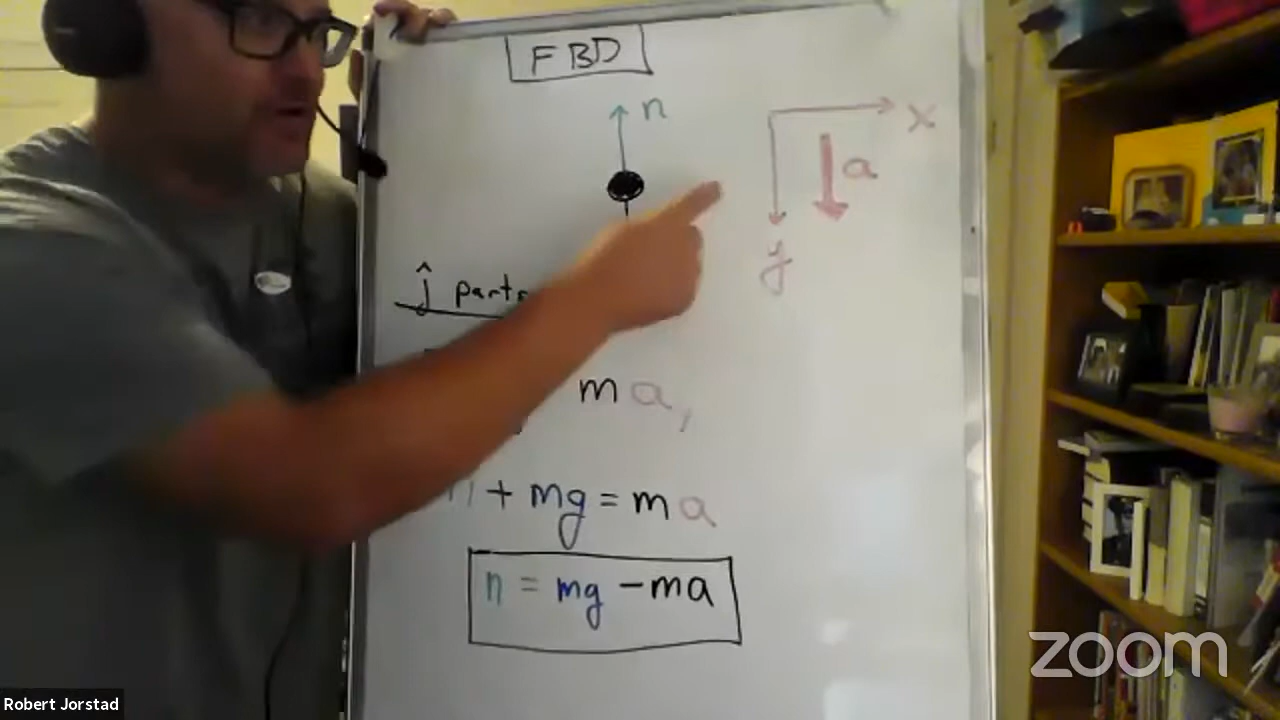 FBD
n
x
a
y
ĵ parts
ma,
+ mg = ma
n = mg - ma
zoom
Robert Jorstad